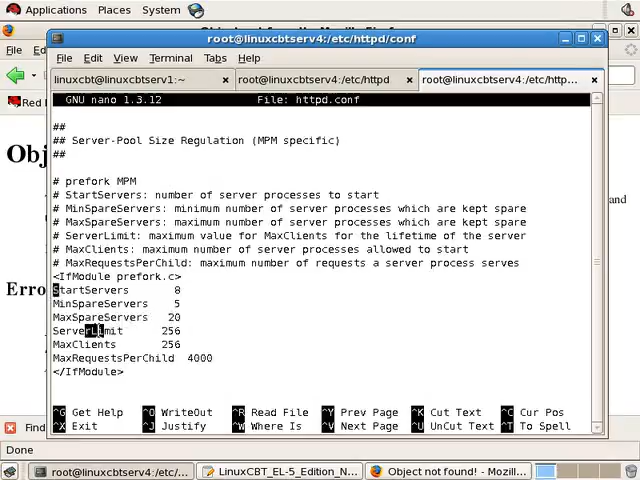 Applications Places System
root@linuxcbtserv4:/etc/httpd/conf
File
File Edit View Terminal Tabs Help
linuxcbt@linuxcbtserv1:~ root@linuxcbtserv4:/etc/httpd root@linuxcbtserv4:/etc/http...
Red
GNU nano 1.3.12 File: httpd.conf
##
## Server-Pool Size Regulation (MPM specific)
##
# prefork MPM
# StartServers: number of server processes to start
# MinSpareServers: minimum number of server processes which are kept spare
and
# MaxSpareServers: maximum number of server processes which are kept spare
# ServerLimit: maximum value for MaxClients for the lifetime of the server
# MaxClients: maximum number of server processes allowed to start
# MaxRequestsPerChild: maximum number of requests a server process serves
<IfModule prefork.c>
StartServers 8
MinSpareServers 5
MaxSpareServers 20
ServerLimit 256
MaxClients 256
MaxRequestsPerChild 4000
</IfModule>
Obj
Erro
^G Get Help ^O WriteOut ^R Read File ^Y Prev Page ^K Cut Text ^C Cur Pos
^X Exit ^J Justify ^W Where Is ^V Next Page ^U UnCut Text ^T To Spell
Find
Done
root@linuxcbtserv4:/etc/... LinuxCBT_EL-5_Edition_N... Object not found! - Mozill...